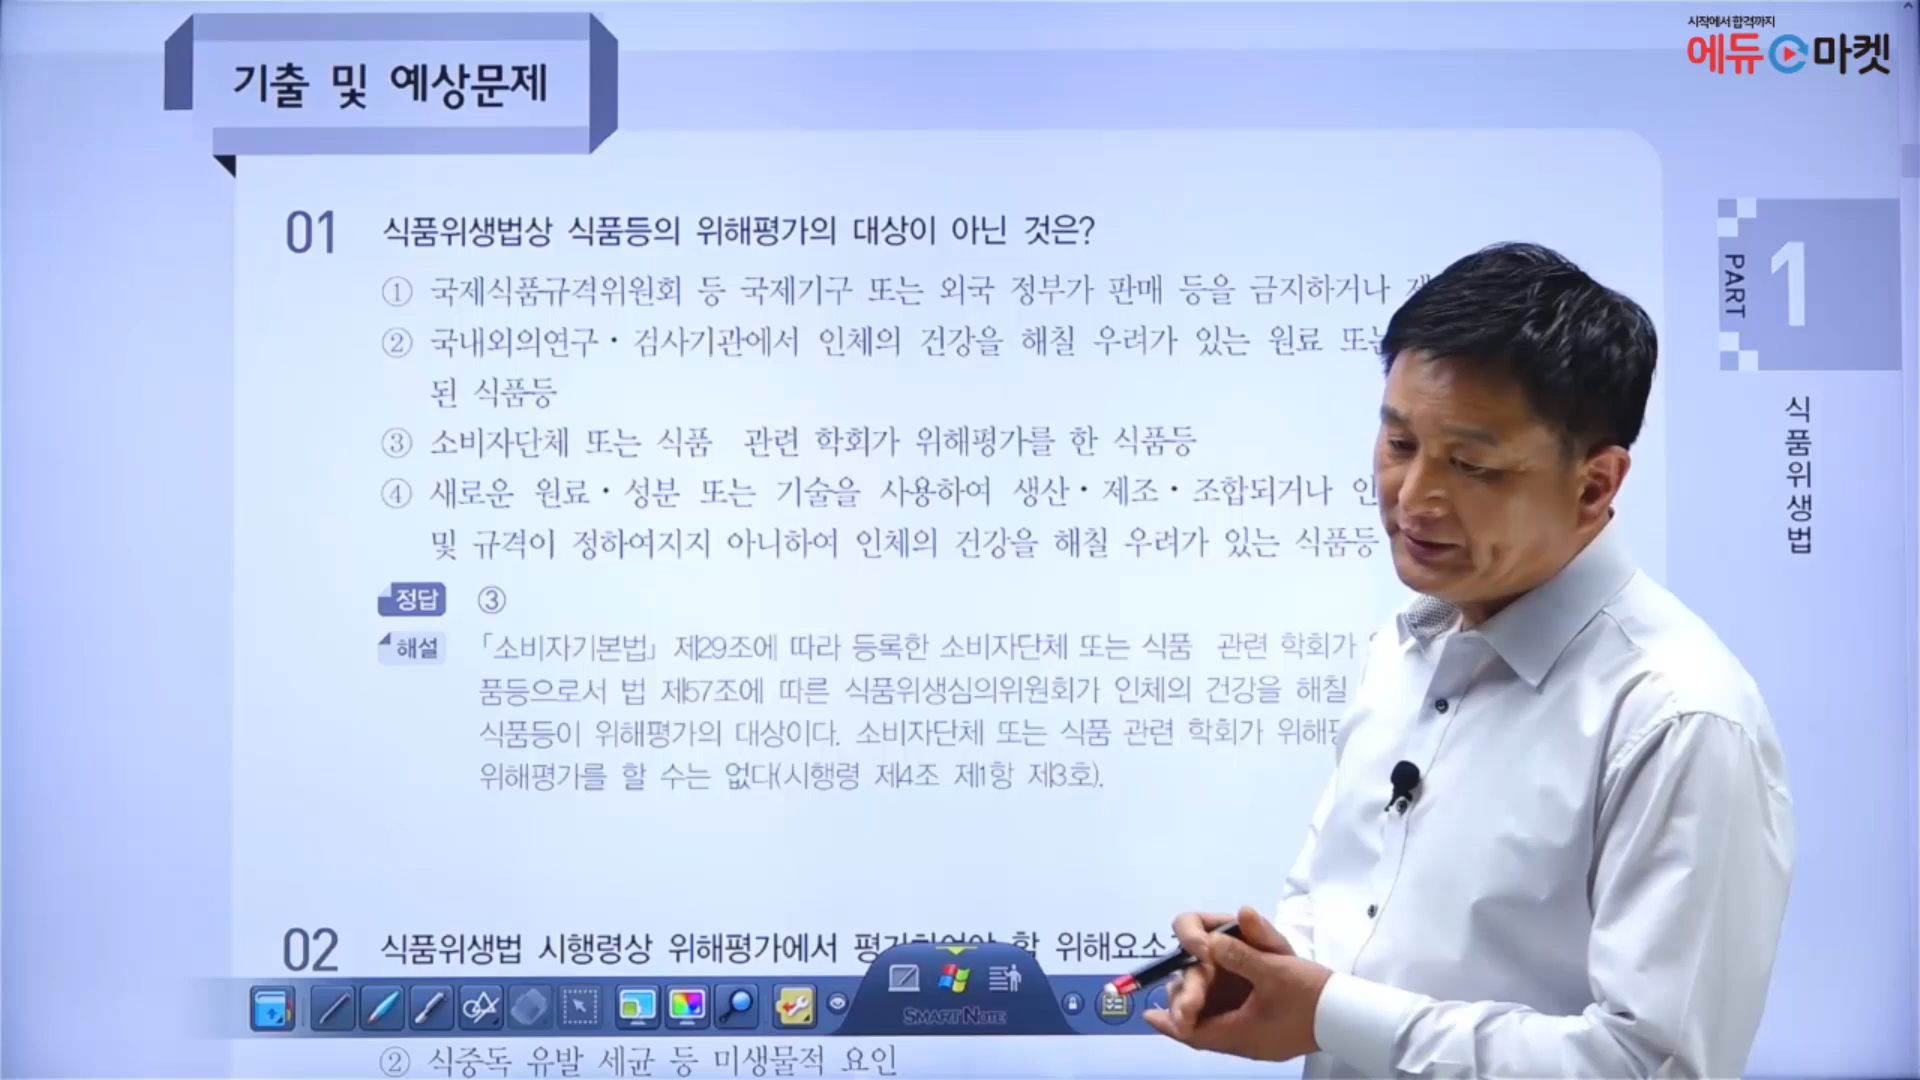 시작에서 합격까지
에듀 마켓
기출 및 예상문제
01 식품위생법상 식품등의 위해평가의 대상이 아닌 것은?
① 국제식품규격위원회 등 국제기구 또는 외국 정부가 판매 등을 금지하거나
② 국내외의연구·검사기관에서 인체의 건강을 해칠 우려가 있는 원료 또는
된 식품등
③ 소비자단체 또는 식품 관련 학회가 위해평가를 한 식품등
④ 새로운 원료·성분 또는 기술을 사용하여 생산·제조·조합되거나
및 규격이 정하여지지 아니하여 인체의 건강을 해칠 우려가 있는 식품등
정답 ③
해설 「소비자기본법」 제29조에 따라 등록한 소비자단체 또는 식품 관련 학회가
품등으로서 법 제57조에 따른 식품위생심의위원회가 인체의 건강을 해칠
식품등이 위해평가의 대상이다. 소비자단체 또는 식품 관련 학회가
위해평가를 할 수는 없다(시행령 제4조 제1항 제3호).
02 식품위생법 시행령상 위해평가에서 평가하여야 할 위해요소
SMART NOTE
② 식중독 유발 세균 등 미생물적 요인
PART 1
식품위생법